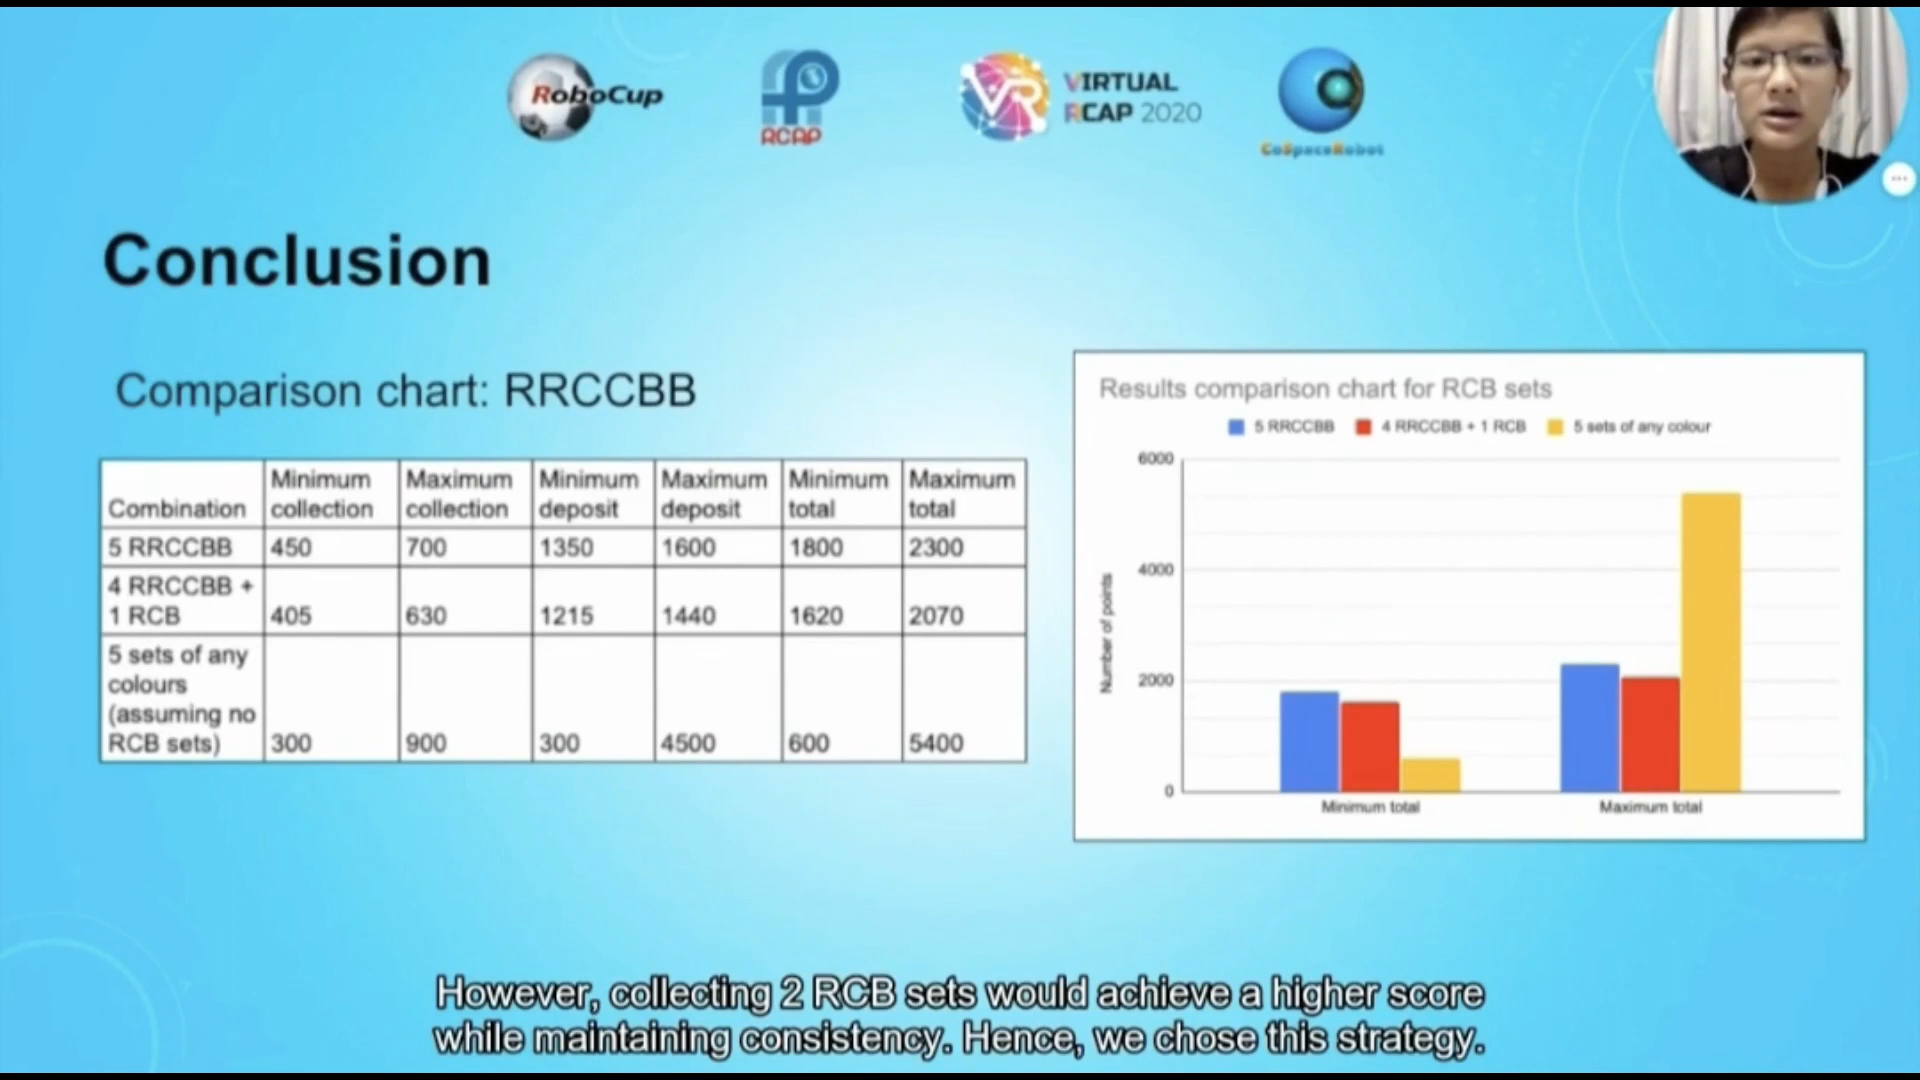 RoboCup
RCAP
VR
VIRTUAL
RCAP 2020
CoSpaceRobot
Conclusion
Comparison chart: RRCCBB
Combination Minimum collection Maximum collection Minimum deposit Maximum deposit Minimum total Maximum total
5 RRCCBB 450 700 1350 1600 1800 2300
4 RRCCBB +
1 RCB 405 630 1215 1440 1620 2070
5 sets of any
colours
(assuming no
RCB sets) 300 900 300 4500 600 5400
Results comparison chart for RCB sets
5 RRCCBB 4 RRCCBB + 1 RCB 5 sets of any colour
Number of points
6000
4000
2000
0
Minimum total Maximum total
However, collecting 2 RCB sets would achieve a higher score
while maintaining consistency. Hence, we chose this strategy.